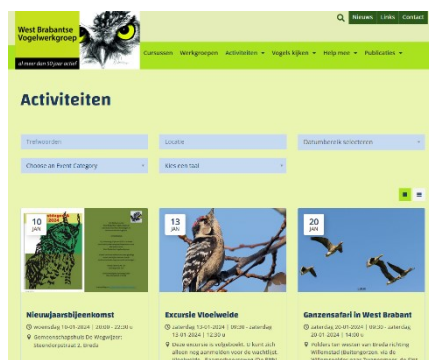 West Brabantse
Vogelwerkgroep
al meer dan 50 jaar actief
Nieuws Links Contact
Cursussen Werkgroepen Activiteiten Vogels Kijken Help mee Publicaties
Activiteiten
Trefwoorden
Locatie
Datumbereik selecteren
Choose an Event Category
Kies een taal
10
JAN
2024
13
JAN
20
JAN
Nieuwjaarsbijeenkomst
woensdag 10-01-2024 | 20:00 - 22:30 u
Gemeenschapshuis De Wegwijzer:
2, Breda
Excursie Vloeiweide
zaterdag 13-01-2024 | 09:30 - zaterdag
13-01-2024 | 12:30 u
Deze excursie is volgeboekt. U kunt zich
alleen nog aanmelden voor de wachtlijst.
Ganzensafari in West Brabant
zaterdag 20-01-2024 | 09:30 - zaterdag
20-01-2024 | 14:00 u
Polders ten westen van Breda richting
Willemstad